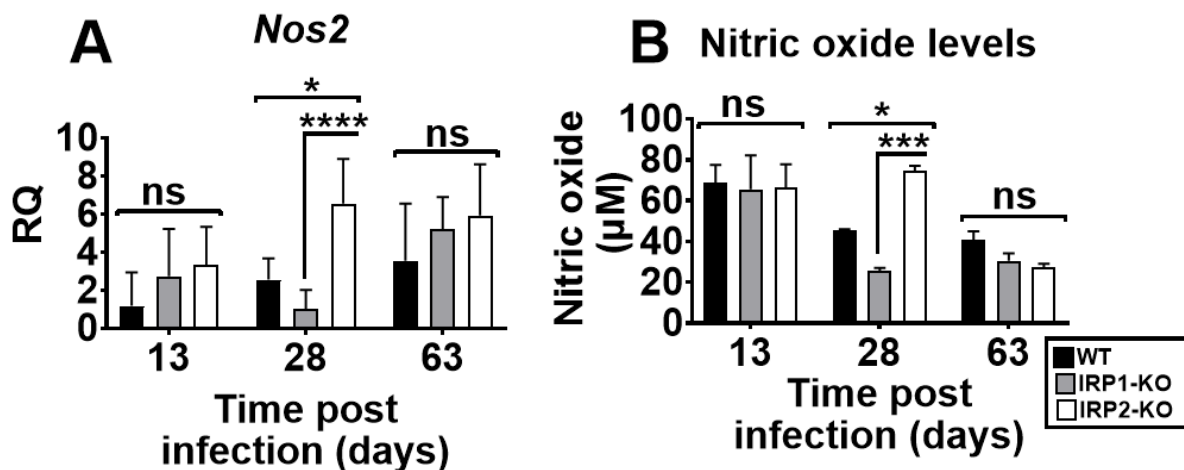 A
Nos2
*
****
ns
ns
RQ
10
8
6
4
2
0
13
28
63
Time post
infection (days)
B
Nitric oxide levels
ns
*
***
ns
Nitric oxide
(µM)
100
80
60
40
20
0
13
28
63
Time post
infection (days)
WT
IRP1-KO
IRP2-KO